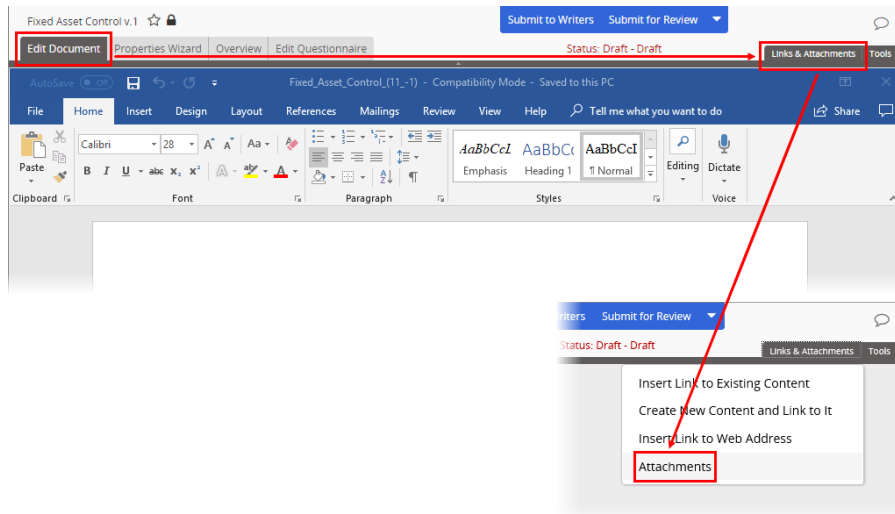 Fixed Asset Control v.1
Submit to Writers Submit for Review
Edit Document Properties Wizard Overview Edit Questionnaire Status: Draft - Draft Links & Attachments Tools
AutoSave Off Fixed_Asset_Control_(11_-1) - Compatibility Mode - Saved to this PC
File Home Insert Design Layout References Mailings Review View Help Tell me what you want to do Share
Calibri 28 A A Aa
AaBbCcI AaBbCc AaBbCcI
Paste B I U abc x₂ x² A ab A Emphasis Heading 1 ¶ Normal Editing Dictate
Clipboard Font Paragraph Styles Voice
Submit for Review
Status: Draft - Draft Links & Attachments Tools
Insert Link to Existing Content
Create New Content and Link to It
Insert Link to Web Address
Attachments